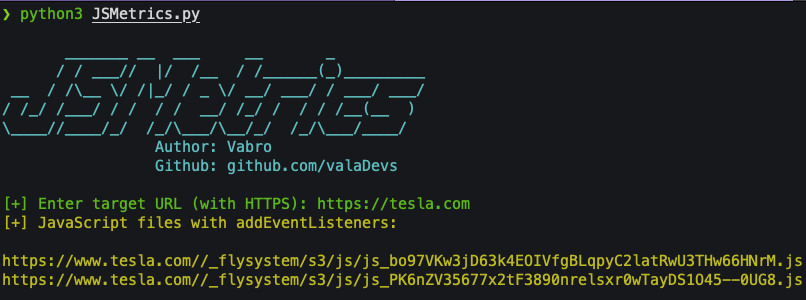 ❯ python3 JSMetrics.py
JSMetrics
Author: Vabro
Github: github.com/valaDevs
[+] Enter target URL (with HTTPS): https://tesla.com
[+] JavaScript files with addEventListeners:
https://www.tesla.com//_flysystem/s3/js/js_bo97VKw3jD63k4EOIVfgBLqpyC2latRwU3THw66HNrM.js
https://www.tesla.com//_flysystem/s3/js/js_PK6nZV35677x2tF3890nrelsxr0wTayDS1O45--0UG8.js